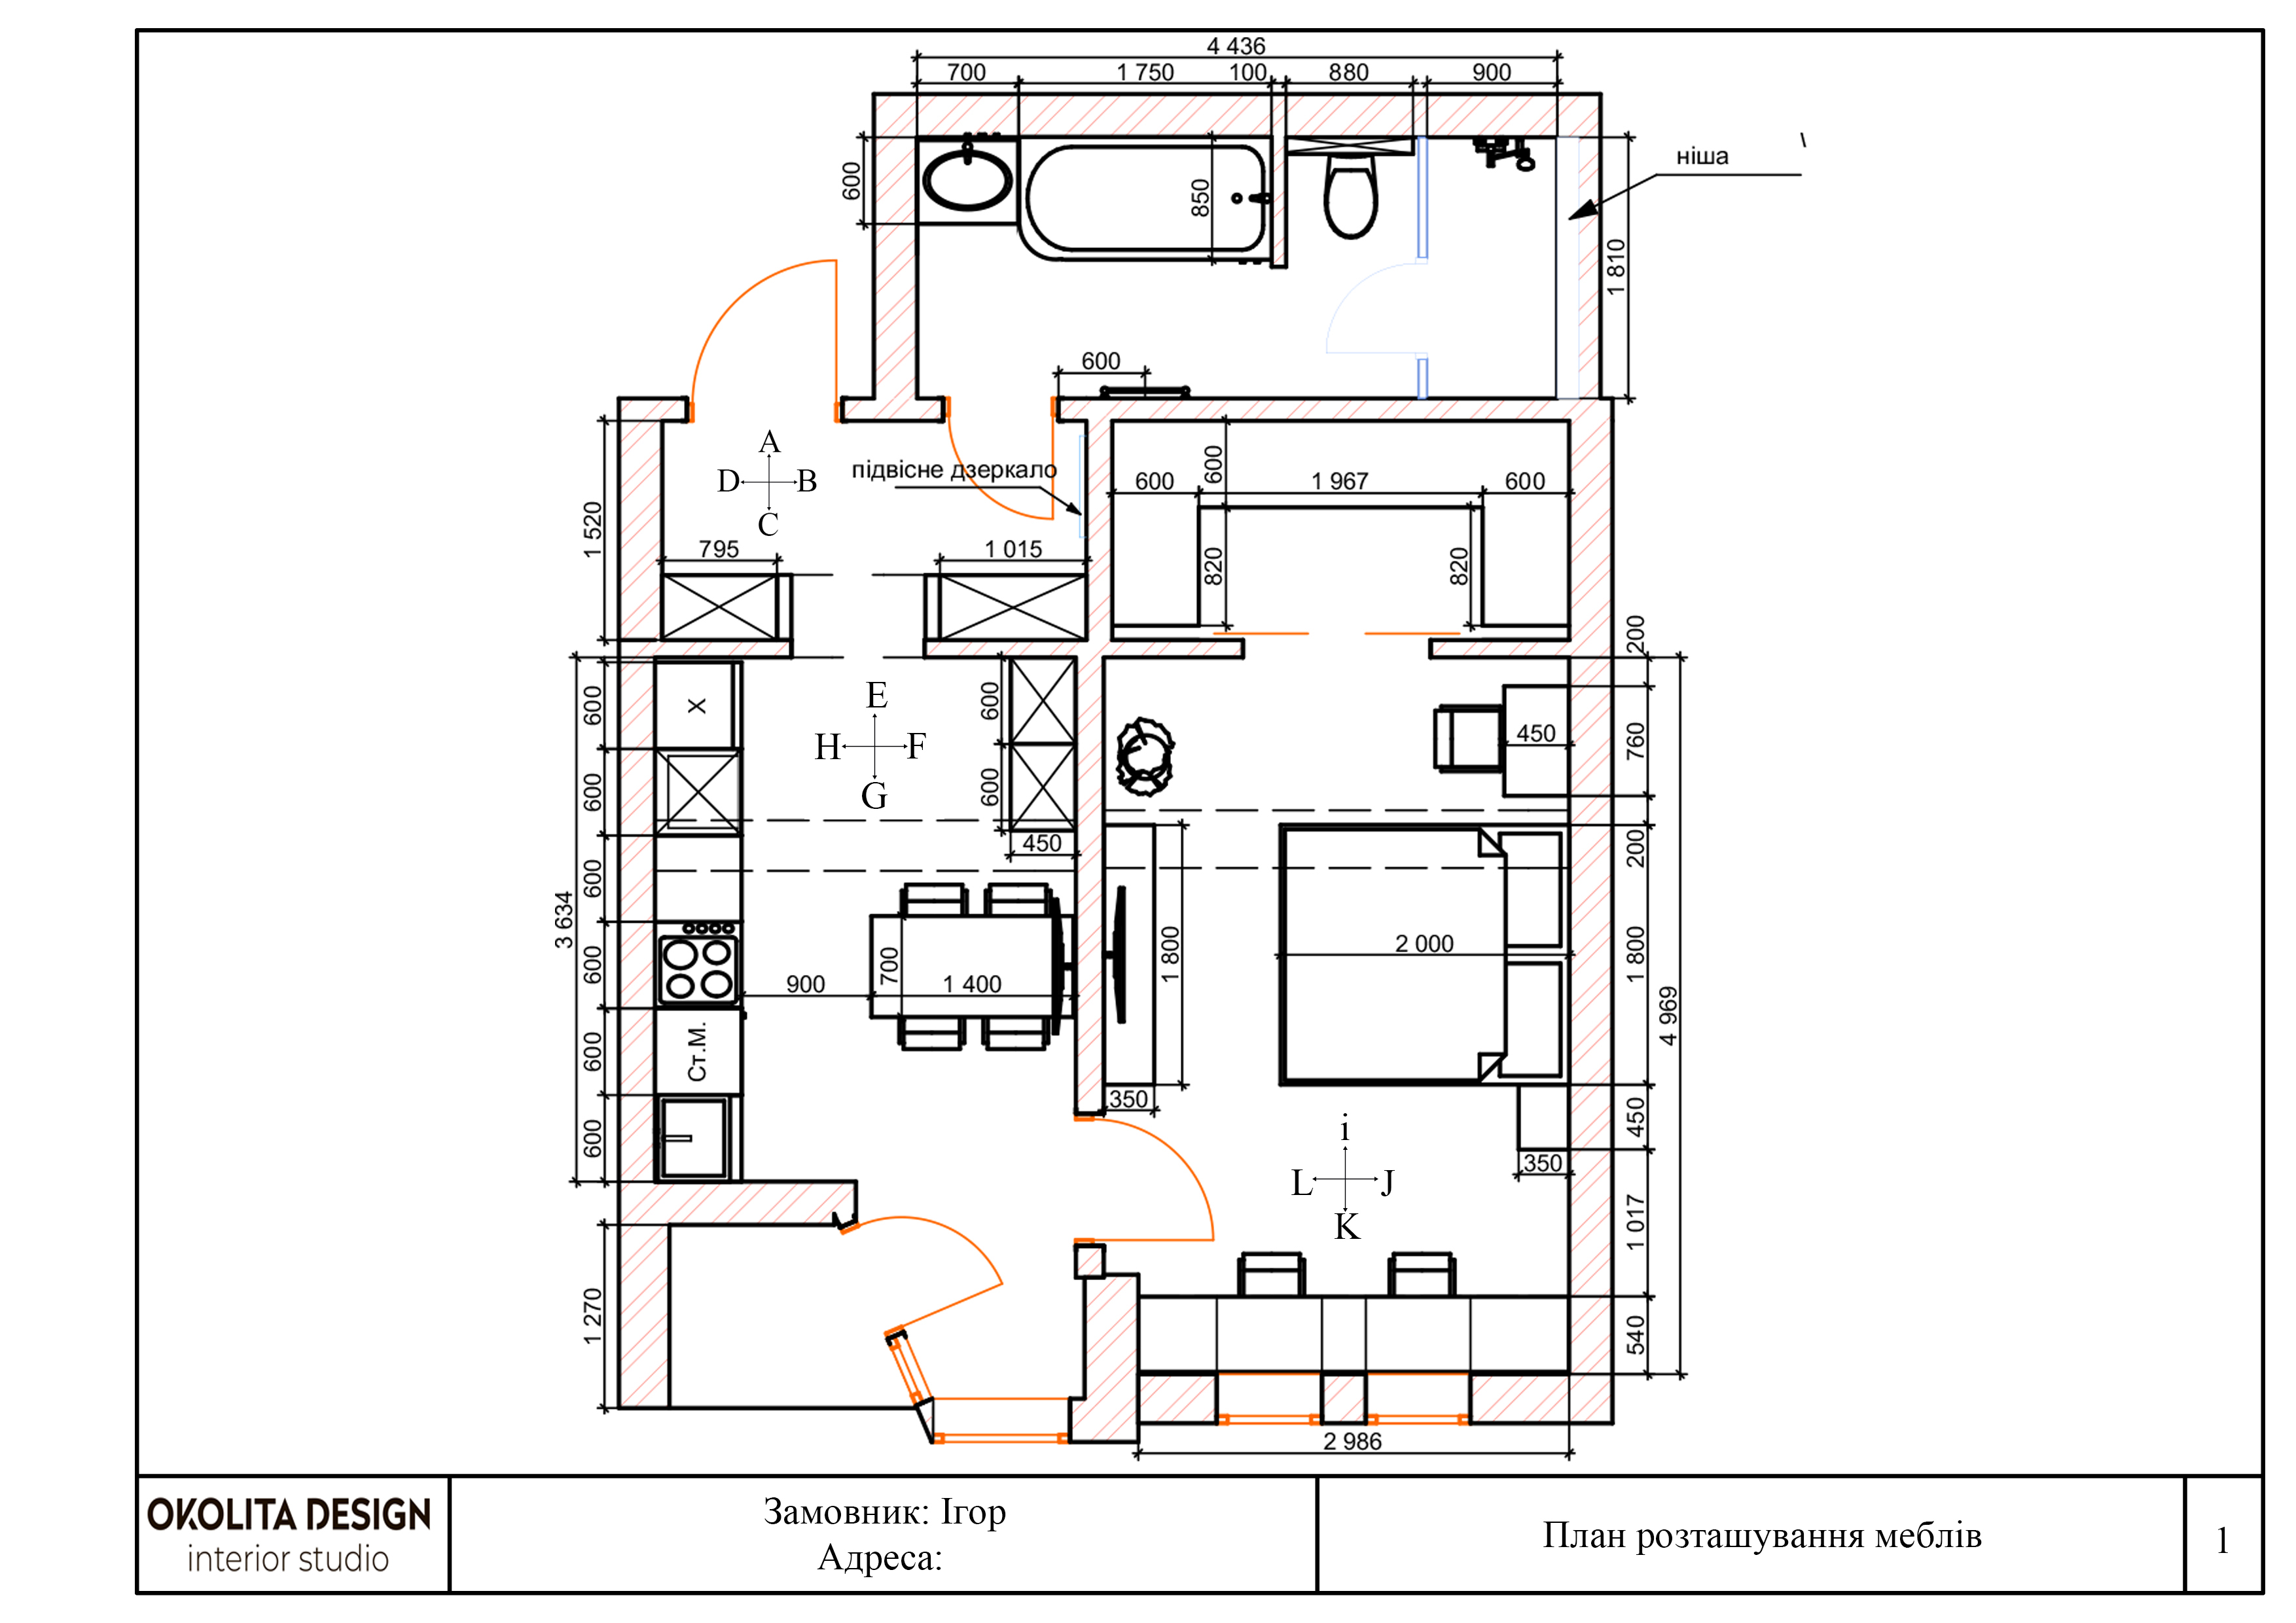 4 436
700 1 750 100 880 900
ніша
\
600
850
1 810
600
A
D B
C
підвісне дзеркало
600
600 1 967 600
1 520
795
1 015
820
820
200
E
H F
G
600
X
600
600
600
450
760
450
600
200
3 634
600
700
900
1 400
1 800
2 000
1 800
4 969
600
Ст.М.
350
450
600
i
L J
K
350
1 017
1 270
540
2 986
OKOLITA DESIGN
interior studio
Замовник: Ігор
Адреса:
План розташування меблів
1